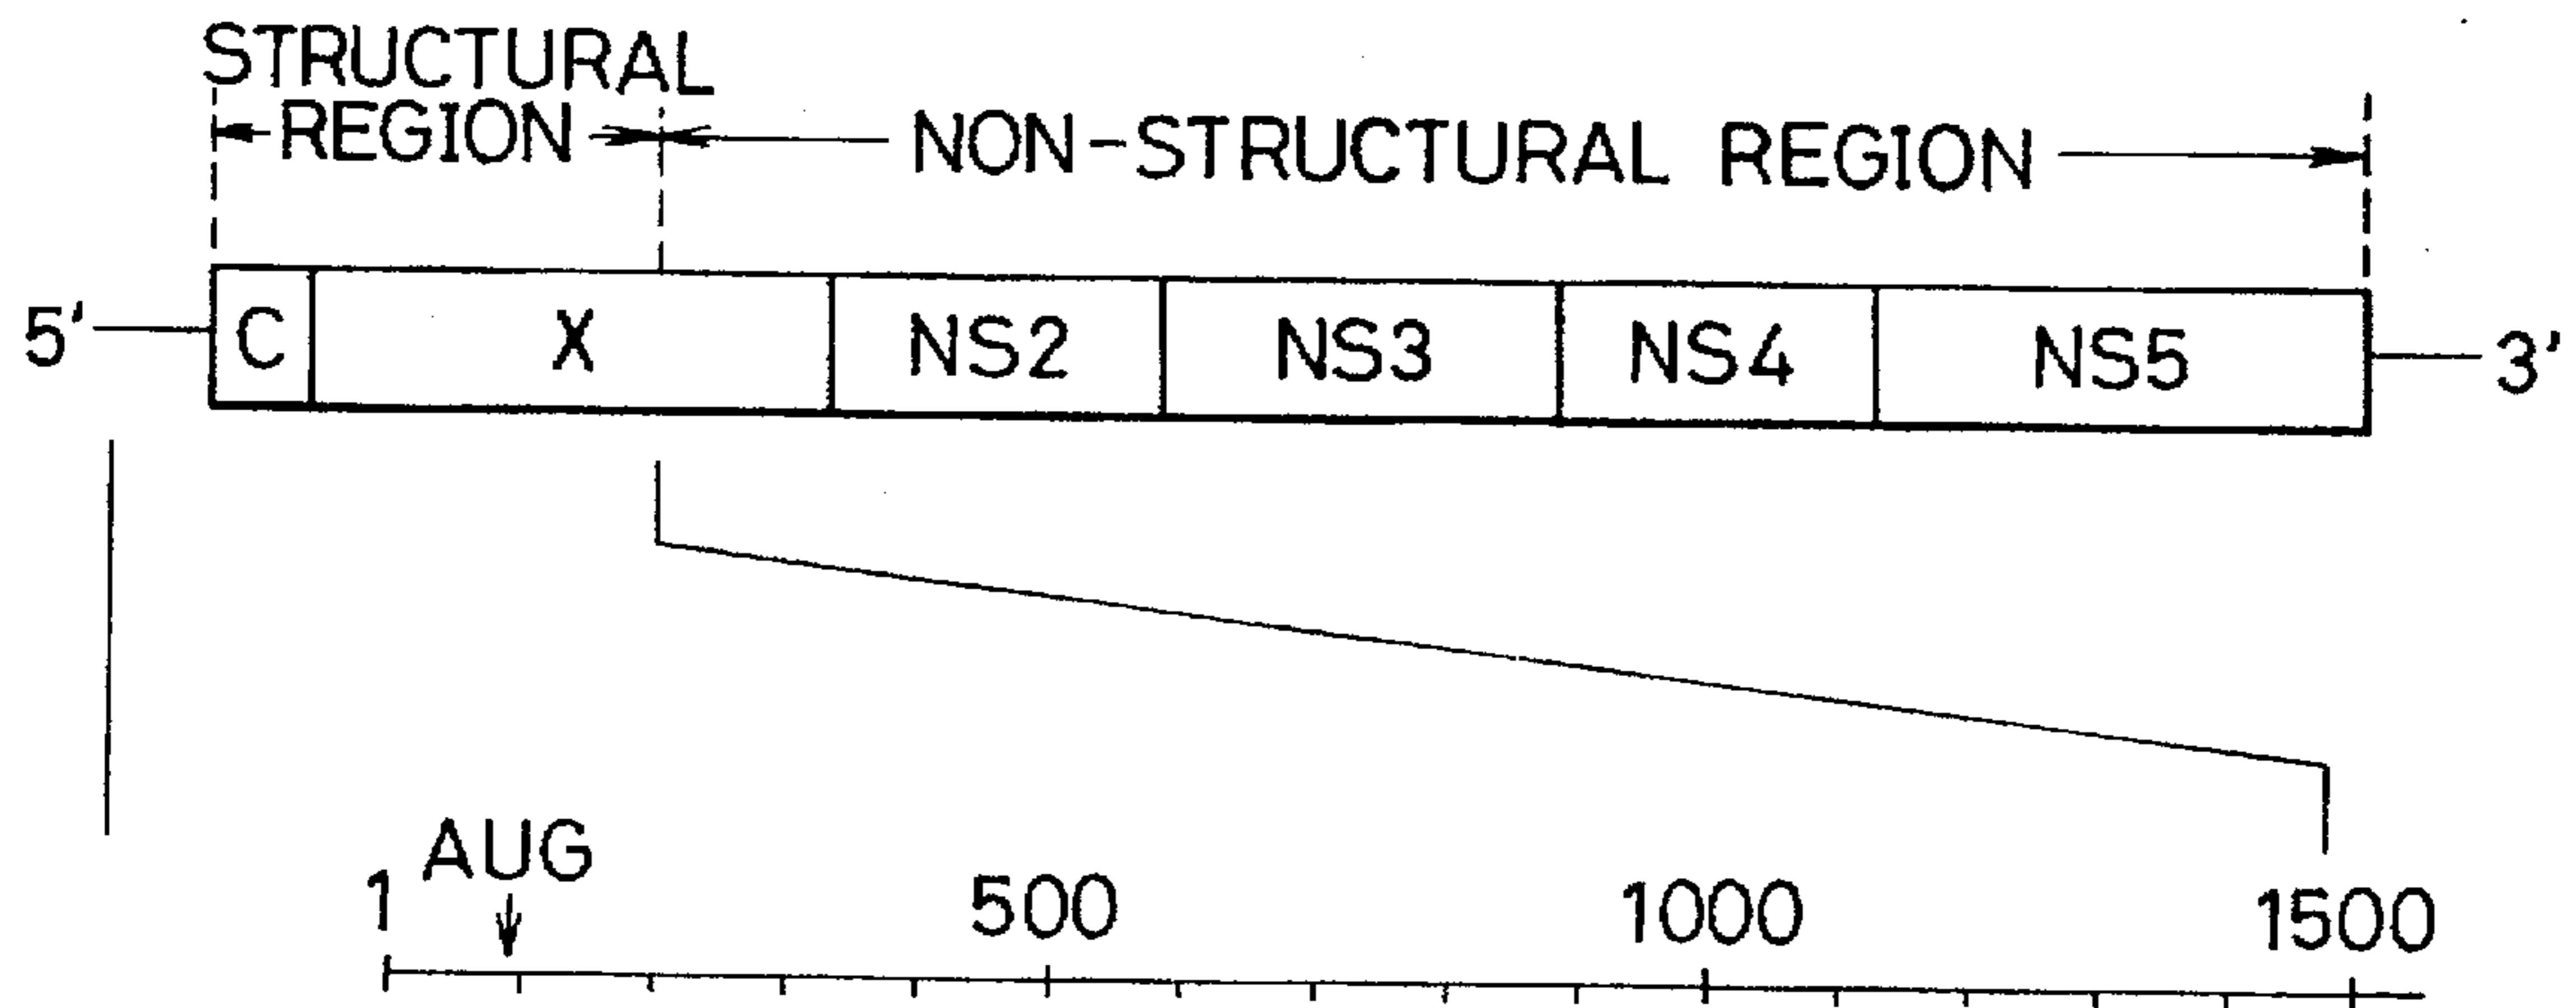 STRUCTURAL
REGION NON-STRUCTURAL REGION
5' C X NS2 NS3 NS4 NS5 3'
AUG
1 500 1000 1500